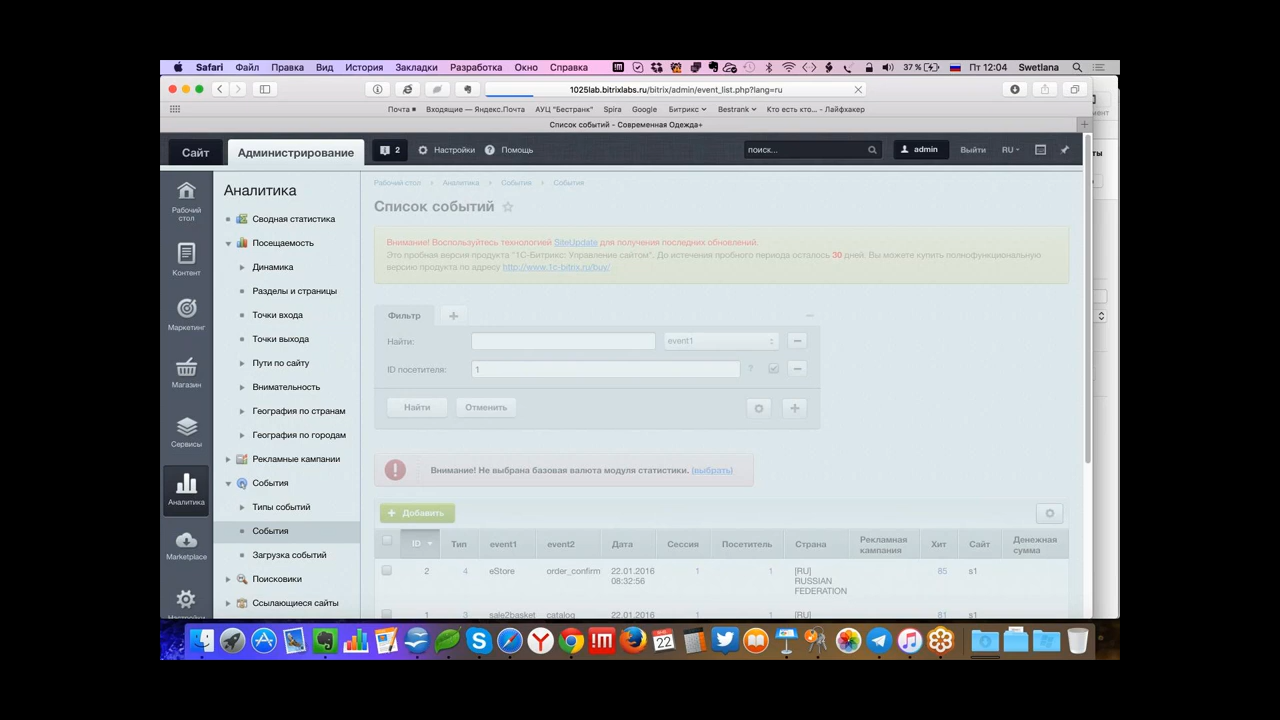 Safari Файл Правка Вид История Закладки Разработка Окно Справка 37 % Пт 12:04 Swetlana
1025lab.bitrixlabs.ru/bitrix/admin/event_list.php?lang=ru
Почта Входящие — Яндекс.Почта АУЦ "Бестранк" Spira Google Битрикс Bestrank Кто есть кто... - Лайфхакер
Список событий - Современная Одежда+
Сайт Администрирование 2 Настройки Помощь поиск... admin Выйти RU
Рабочий стол
Контент
Маркетинг
Магазин
Сервисы
Аналитика
Marketplace
Настройки
Аналитика
Сводная статистика
Посещаемость
Динамика
Разделы и страницы
Точки входа
Точки выхода
Пути по сайту
Внимательность
География по странам
География по городам
Рекламные кампании
События
Типы событий
События
Загрузка событий
Поисковики
Ссылающиеся сайты
Рабочий стол Аналитика События События
Список событий
Внимание! Воспользуйтесь технологией SiteUpdate для получения последних обновлений.
Это пробная версия продукта "1С-Битрикс: Управление сайтом". До истечения пробного периода осталось 30 дней. Вы можете купить полнофункциональную
версию продукта по адресу http://www.1c-bitrix.ru/buy/.
Фильтр
Найти: event1
ID посетителя: 1 ?
Найти Отменить
Внимание! Не выбрана базовая валюта модуля статистики. (выбрать)
Добавить
ID Тип event1 event2 Дата Сессия Посетитель Страна Рекламная кампания Хит Сайт Денежная сумма
2 4 eStore order_confirm 22.01.2016 08:32:56 1 1 [RU] RUSSIAN FEDERATION 85 s1
1 3 sale2basket catalog 22.01.2016 1 1 [RU] 81 s1
22